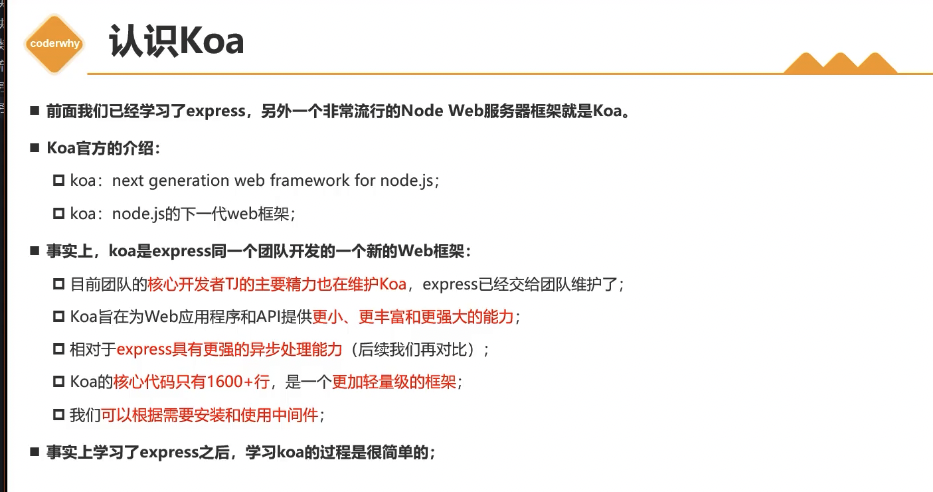 coderwhy
认识Koa
■ 前面我们已经学习了express，另外一个非常流行的Node Web服务器框架就是Koa。
■ Koa官方的介绍：
koa：next generation web framework for node.js；
koa：node.js的下一代web框架；
■ 事实上，koa是express同一个团队开发的一个新的Web框架：
目前团队的核心开发者TJ的主要精力也在维护Koa，express已经交给团队维护了；
Koa旨在为Web应用程序和API提供更小、更丰富和更强大的能力；
相对于express具有更强的异步处理能力（后续我们再对比）；
Koa的核心代码只有1600+行，是一个更加轻量级的框架；
我们可以根据需要安装和使用中间件；
■ 事实上学习了express之后，学习koa的过程是很简单的；